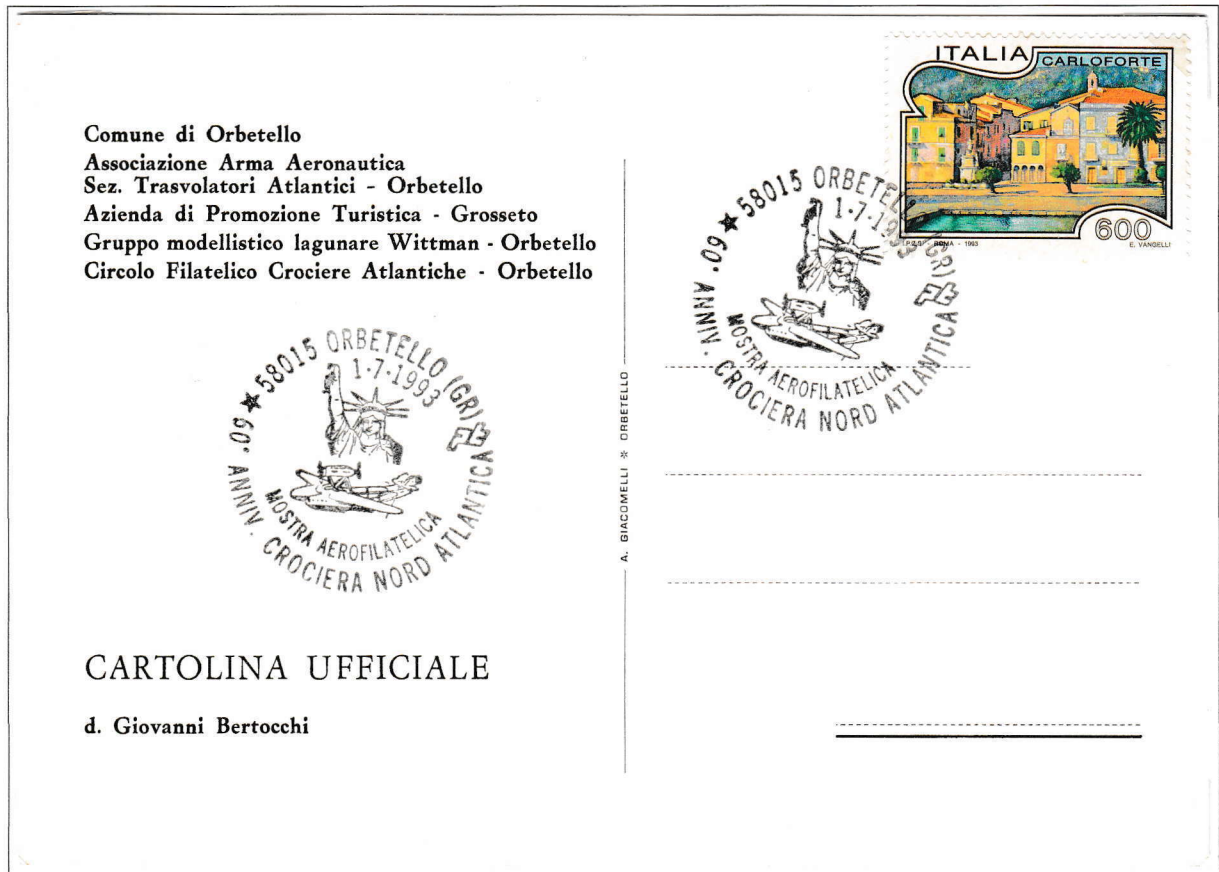 Comune di Orbetello
Associazione Arma Aeronautica
Sez. Trasvolatori Atlantici - Orbetello
Azienda di Promozione Turistica - Grosseto
Gruppo modellistico lagunare Wittman - Orbetello
Circolo Filatelico Crociere Atlantiche - Orbetello
58015 ORBETELLO (GR)
1-7-1993
MOSTRA AEROFILATELICA
60° ANNIV. CROCIERA NORD ATLANTICA
CARTOLINA UFFICIALE
d. Giovanni Bertocchi
A. GIACOMELLI * ORBETELLO
ITALIA
CARLOFORTE
600
I.P.Z.S. - ROMA - 1993
E. VANGELLI
58015 ORBETELLO (GR)
1-7-1993
MOSTRA AEROFILATELICA
60° ANNIV. CROCIERA NORD ATLANTICA